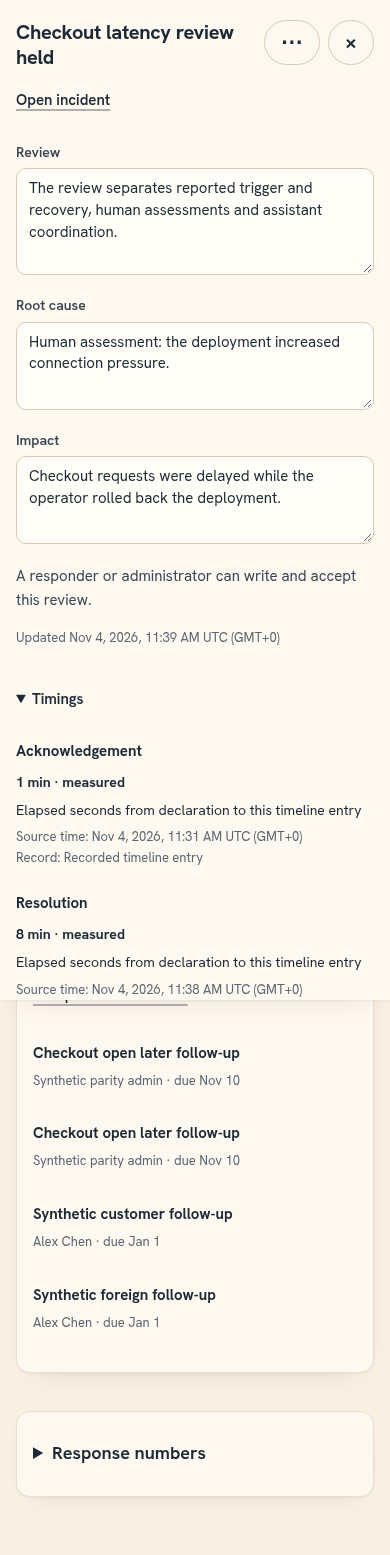 Checkout latency review
held
Open incident
Review
The review separates reported trigger and
recovery, human assessments and assistant
coordination.
Root cause
Human assessment: the deployment increased
connection pressure.
Impact
Checkout requests were delayed while the
operator rolled back the deployment.
A responder or administrator can write and accept
this review.
Updated Nov 4, 2026, 11:39 AM UTC (GMT+0)
▼ Timings
Acknowledgement
1 min · measured
Elapsed seconds from declaration to this timeline entry
Source time: Nov 4, 2026, 11:31 AM UTC (GMT+0)
Record: Recorded timeline entry
Resolution
8 min · measured
Elapsed seconds from declaration to this timeline entry
Source time: Nov 4, 2026, 11:38 AM UTC (GMT+0)
Checkout open later follow-up
Synthetic parity admin · due Nov 10
Checkout open later follow-up
Synthetic parity admin · due Nov 10
Synthetic customer follow-up
Alex Chen · due Jan 1
Synthetic foreign follow-up
Alex Chen · due Jan 1
▶ Response numbers